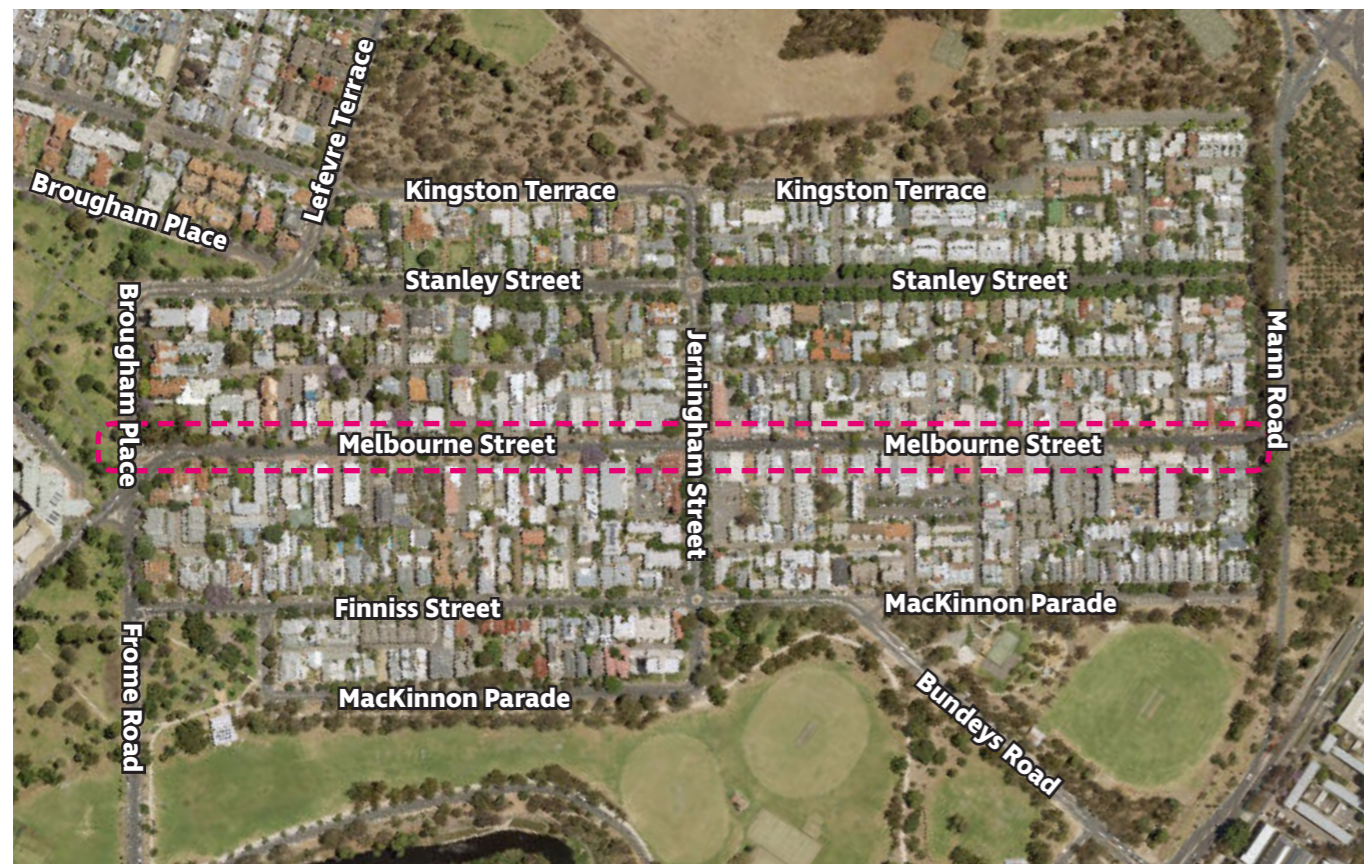 Lefevre Terrace
Brougham Place
Kingston Terrace
Kingston Terrace
Stanley Street
Stanley Street
Brougham Place
Jerningham Street
Mann Road
Melbourne Street
Melbourne Street
Finniss Street
MacKinnon Parade
Frome Road
MacKinnon Parade
Bundeys Road